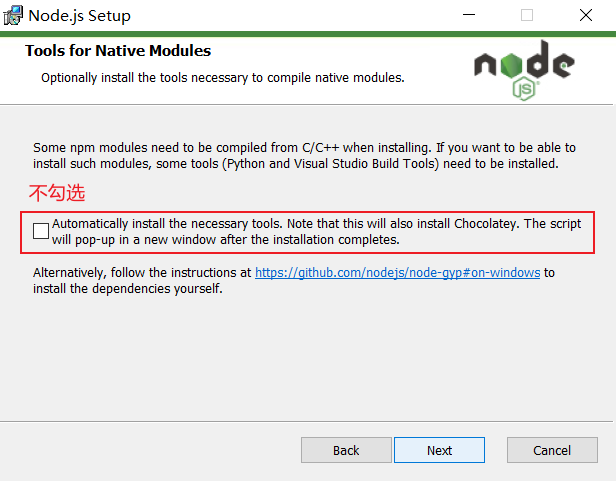 Node.js Setup
Tools for Native Modules
Optionally install the tools necessary to compile native modules.
node
JS
Some npm modules need to be compiled from C/C++ when installing. If you want to be able to
install such modules, some tools (Python and Visual Studio Build Tools) need to be installed.
不勾选
Automatically install the necessary tools. Note that this will also install Chocolatey. The script
will pop-up in a new window after the installation completes.
Alternatively, follow the instructions at https://github.com/nodejs/node-gyp#on-windows to
install the dependencies yourself.
Back
Next
Cancel